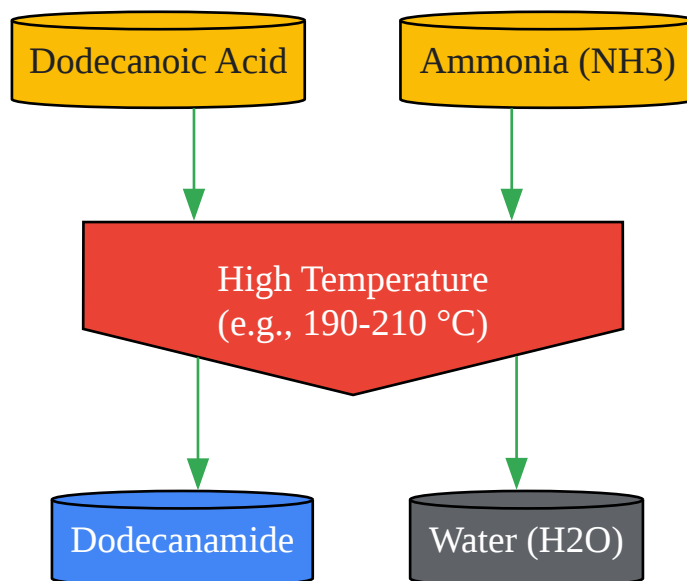 Dodecanoic Acid
Ammonia (NH3)
High Temperature
(e.g., 190-210 °C)
Dodecanamide
Water (H2O)